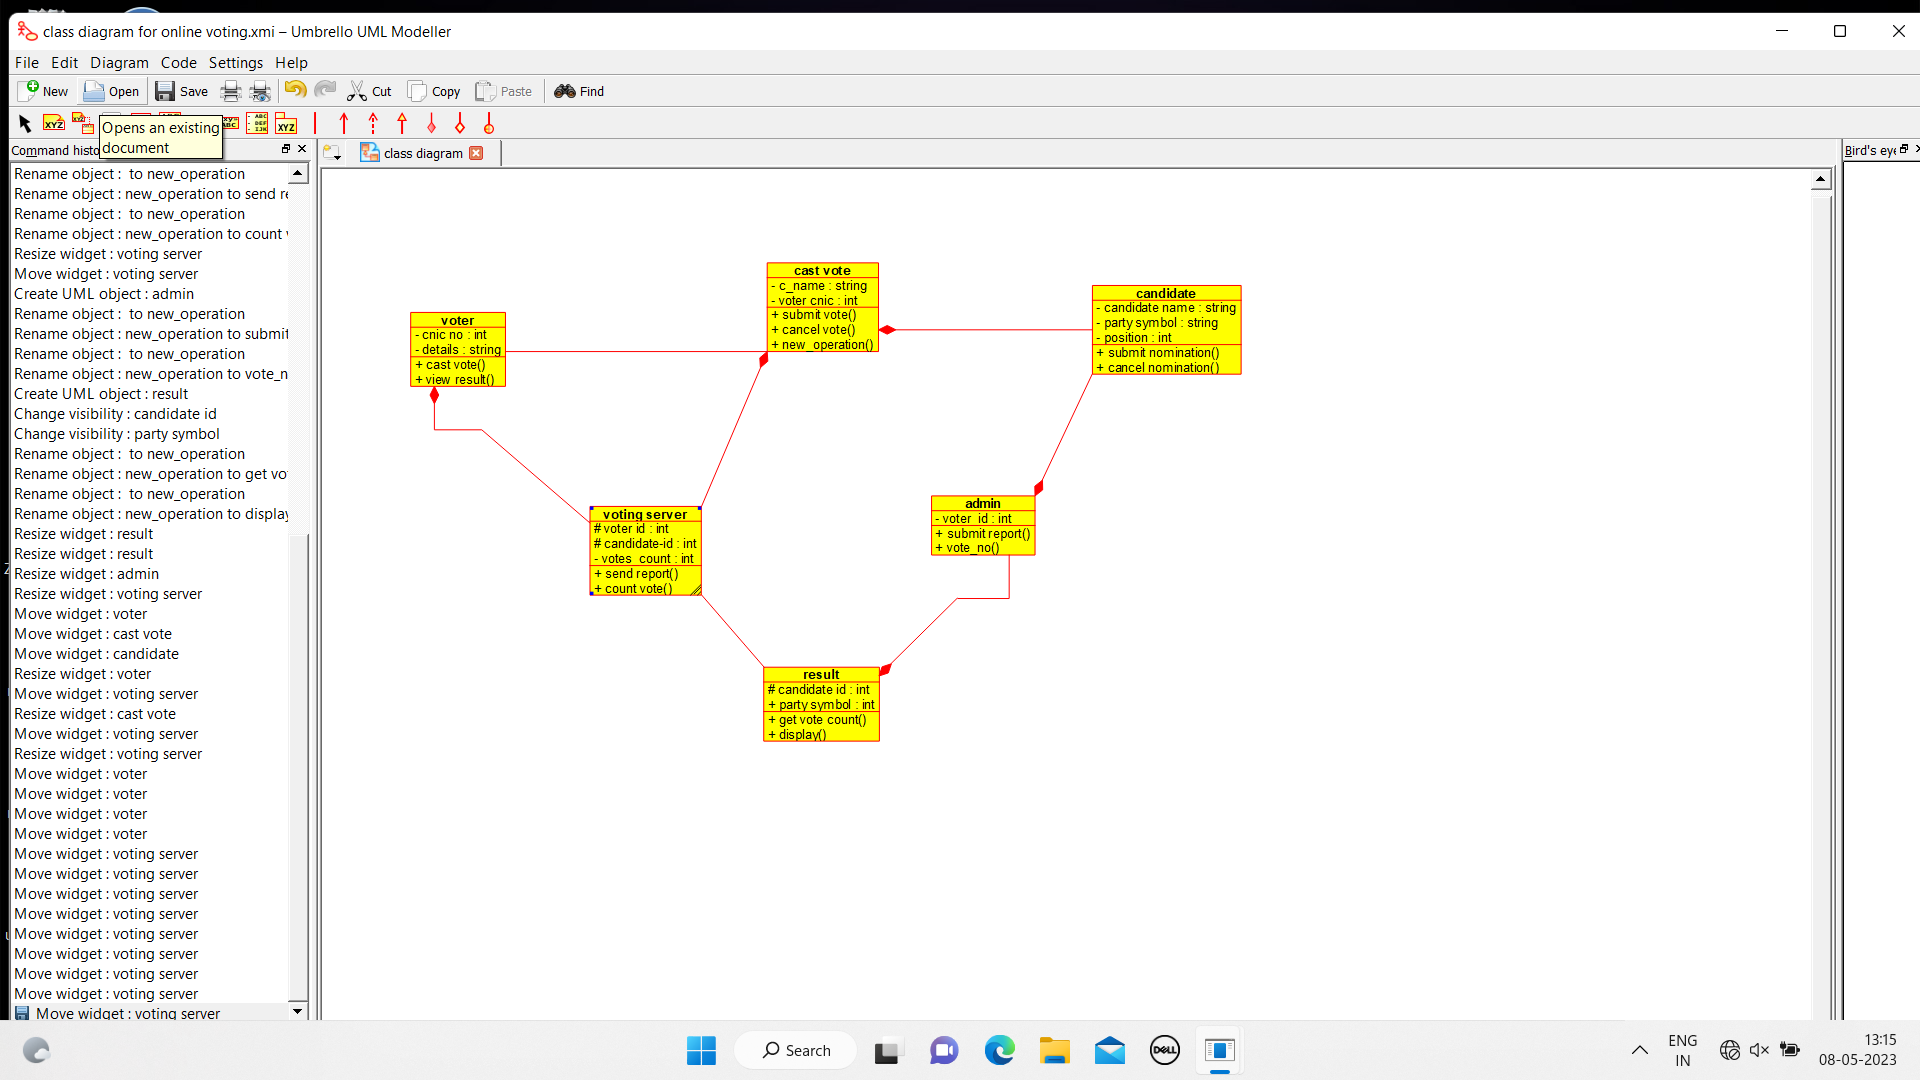 class diagram for online voting.xmi – Umbrello UML Modeller
File Edit Diagram Code Settings Help
New Open Save Cut Copy Paste Find
XYZ
ABC
DEF
IJK
XYZ
Opens an existing
document
Command histo
class diagram
Bird's eye
Rename object : to new_operation
Rename object : new_operation to send re
Rename object : to new_operation
Rename object : new_operation to count
Resize widget : voting server
Move widget : voting server
Create UML object : admin
Rename object : to new_operation
Rename object : new_operation to submit
Rename object : to new_operation
Rename object : new_operation to vote_n
Create UML object : result
Change visibility : candidate id
Change visibility : party symbol
Rename object : to new_operation
Rename object : new_operation to get vo
Rename object : to new_operation
Rename object : new_operation to display
Resize widget : result
Resize widget : result
Resize widget : admin
Resize widget : voting server
Move widget : voter
Move widget : cast vote
Move widget : candidate
Resize widget : voter
Move widget : voting server
Resize widget : cast vote
Move widget : voting server
Resize widget : voting server
Move widget : voter
Move widget : voter
Move widget : voter
Move widget : voter
Move widget : voting server
Move widget : voting server
Move widget : voting server
Move widget : voting server
Move widget : voting server
Move widget : voting server
Move widget : voting server
Move widget : voting server
Move widget : voting server
voter
- cnic no : int
- details : string
+ cast vote()
+ view result()
cast vote
- c_name : string
- voter cnic : int
+ submit vote()
+ cancel vote()
+ new_operation()
candidate
- candidate name : string
- party symbol : string
- position : int
+ submit nomination()
+ cancel nomination()
voting server
# voter id : int
# candidate-id : int
- votes_count : int
+ send report()
+ count vote()
admin
- voter_id : int
+ submit report()
+ vote_no()
result
# candidate id : int
+ party symbol : int
+ get vote count()
+ display()
Search
DELL
ENG
IN
13:15
08-05-2023